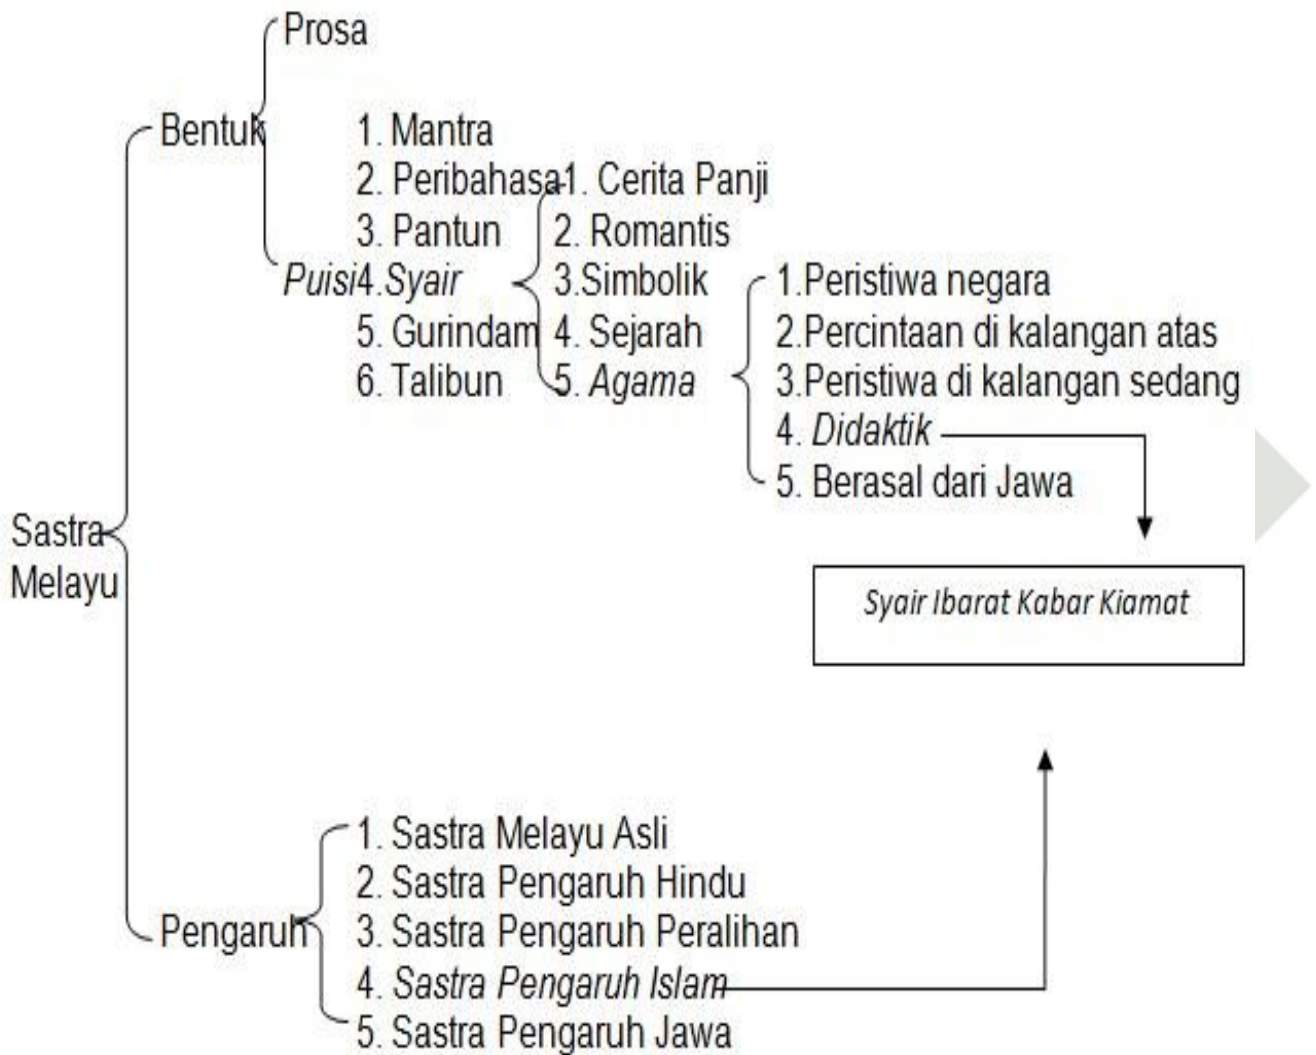 Prosa
Bentuk
1. Mantra
2. Peribahasa
1. Cerita Panji
3. Pantun
2. Romantis
Puisi
4. Syair
3.Simbolik
1.Peristiwa negara
5. Gurindam
4. Sejarah
2.Percintaan di kalangan atas
6. Talibun
5. Agama
3.Peristiwa di kalangan sedang
4. Didaktik
5. Berasal dari Jawa
Sastra
Melayu
Syair Ibarat Kabar Kiamat
1. Sastra Melayu Asli
2. Sastra Pengaruh Hindu
Pengaruh
3. Sastra Pengaruh Peralihan
4. Sastra Pengaruh Islam
5. Sastra Pengaruh Jawa